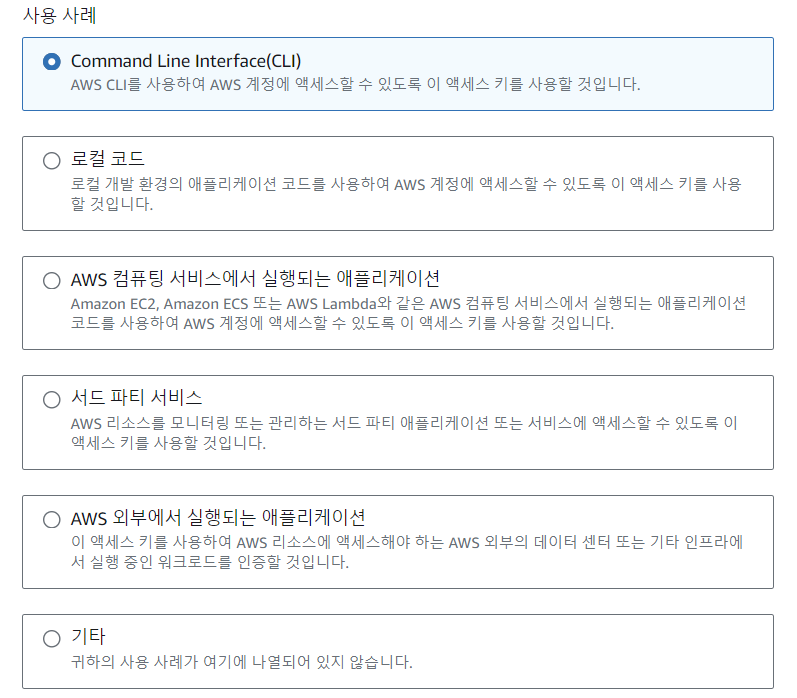 사용 사례
Command Line Interface(CLI)
AWS CLI를 사용하여 AWS 계정에 액세스할 수 있도록 이 액세스 키를 사용할 것입니다.
로컬 코드
로컬 개발 환경의 애플리케이션 코드를 사용하여 AWS 계정에 액세스할 수 있도록 이 액세스 키를 사용
할 것입니다.
AWS 컴퓨팅 서비스에서 실행되는 애플리케이션
Amazon EC2, Amazon ECS 또는 AWS Lambda와 같은 AWS 컴퓨팅 서비스에서 실행되는 애플리케이션
코드를 사용하여 AWS 계정에 액세스할 수 있도록 이 액세스 키를 사용할 것입니다.
서드 파티 서비스
AWS 리소스를 모니터링 또는 관리하는 서드 파티 애플리케이션 또는 서비스에 액세스할 수 있도록 이
액세스 키를 사용할 것입니다.
AWS 외부에서 실행되는 애플리케이션
이 액세스 키를 사용하여 AWS 리소스에 액세스해야 하는 AWS 외부의 데이터 센터 또는 기타 인프라에
서 실행 중인 워크로드를 인증할 것입니다.
기타
귀하의 사용 사례가 여기에 나열되어 있지 않습니다.